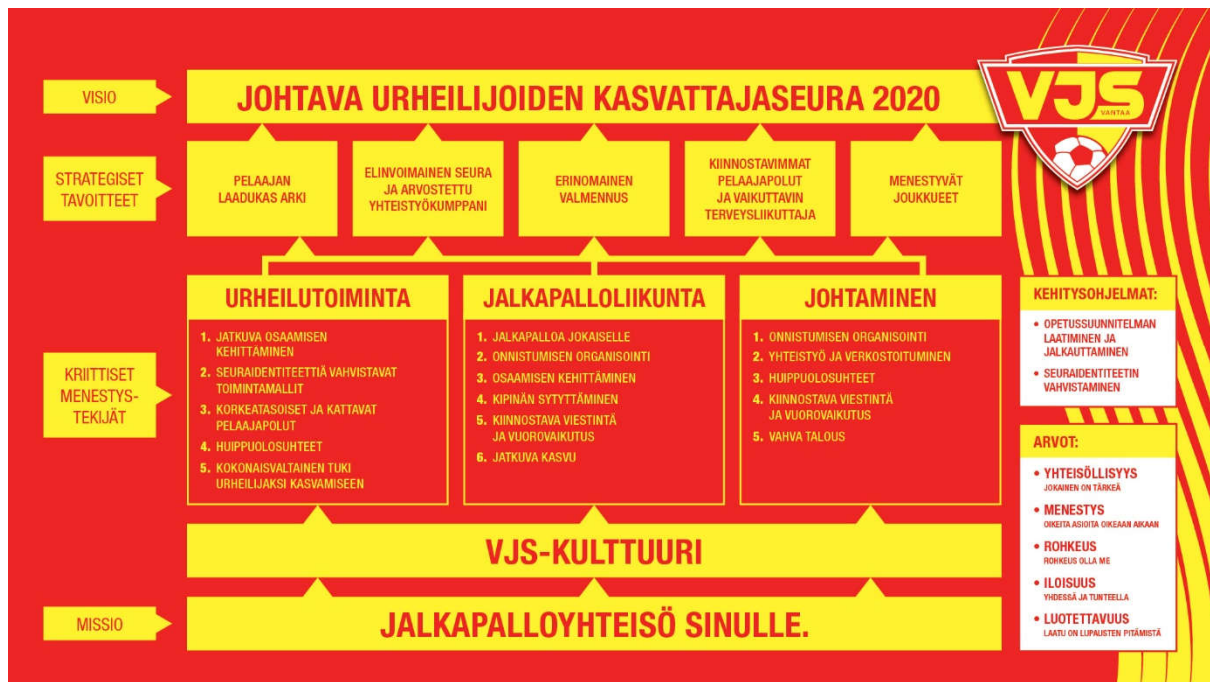 VISIO
JOHTAVA URHEILIJOIDEN KASVATTAJASEURA 2020
VJS
VANTAA
STRATEGISET
TAVOITTEET
PELAAJAN
LAADUKAS ARKI
ELINVOIMAINEN SEURA
JA ARVOSTETTU
YHTEISTYÖKUMPPANI
ERINOMAINEN
VALMENNUS
KIINNOSTAVIMMAT
PELAAJAPOLUT
JA VAIKUTTAVIN
TERVEYSLIIKUTTAJA
MENESTYVÄT
JOUKKUEET
KRIITTISET
MENESTYS-
TEKIJÄT
URHEILUTOIMINTA
1. JATKUVA OSAAMISEN
KEHITTÄMINEN
2. SEURAIDENTITEETTIÄ VAHVISTAVAT
TOIMINTAMALLIT
3. KORKEATASOISET JA KATTAVAT
PELAAJAPOLUT
4. HUIPPUOLOSUHTEET
5. KOKONAISVALTAINEN TUKI
URHEILIJAKSI KASVAMISEEN
JALKAPALLOLIIKUNTA
1. JALKAPALLOA JOKAISELLE
2. ONNISTUMISEN ORGANISOINTI
3. OSAAMISEN KEHITTÄMINEN
4. KIPINÄN SYTYTTÄMINEN
5. KIINNOSTAVA VIESTINTÄ
JA VUOROVAIKUTUS
6. JATKUVA KASVU
JOHTAMINEN
1. ONNISTUMISEN ORGANISOINTI
2. YHTEISTYÖ JA VERKOSTOITUMINEN
3. HUIPPUOLOSUHTEET
4. KIINNOSTAVA VIESTINTÄ
JA VUOROVAIKUTUS
5. VAHVA TALOUS
KEHITYSOHJELMAT:
• OPETUSSUUNNITELMAN
LAATIMINEN JA
JALKAUTTAMINEN
• SEURAIDENTITEETIN
VAHVISTAMINEN
ARVOT:
• YHTEISÖLLISYYS
JOKAINEN ON TÄRKEÄ
• MENESTYS
OIKEITA ASIOITA OIKEAAN AIKAAN
• ROHKEUS
ROHKEUS OLLA ME
• ILOISUUS
YHDESSÄ JA TUNTEELLA
• LUOTETTAVUUS
LAATU ON LUPAUSTEN PITÄMISTÄ
VJS-KULTTUURI
MISSIO
JALKAPALLOYHTEISÖ SINULLE.